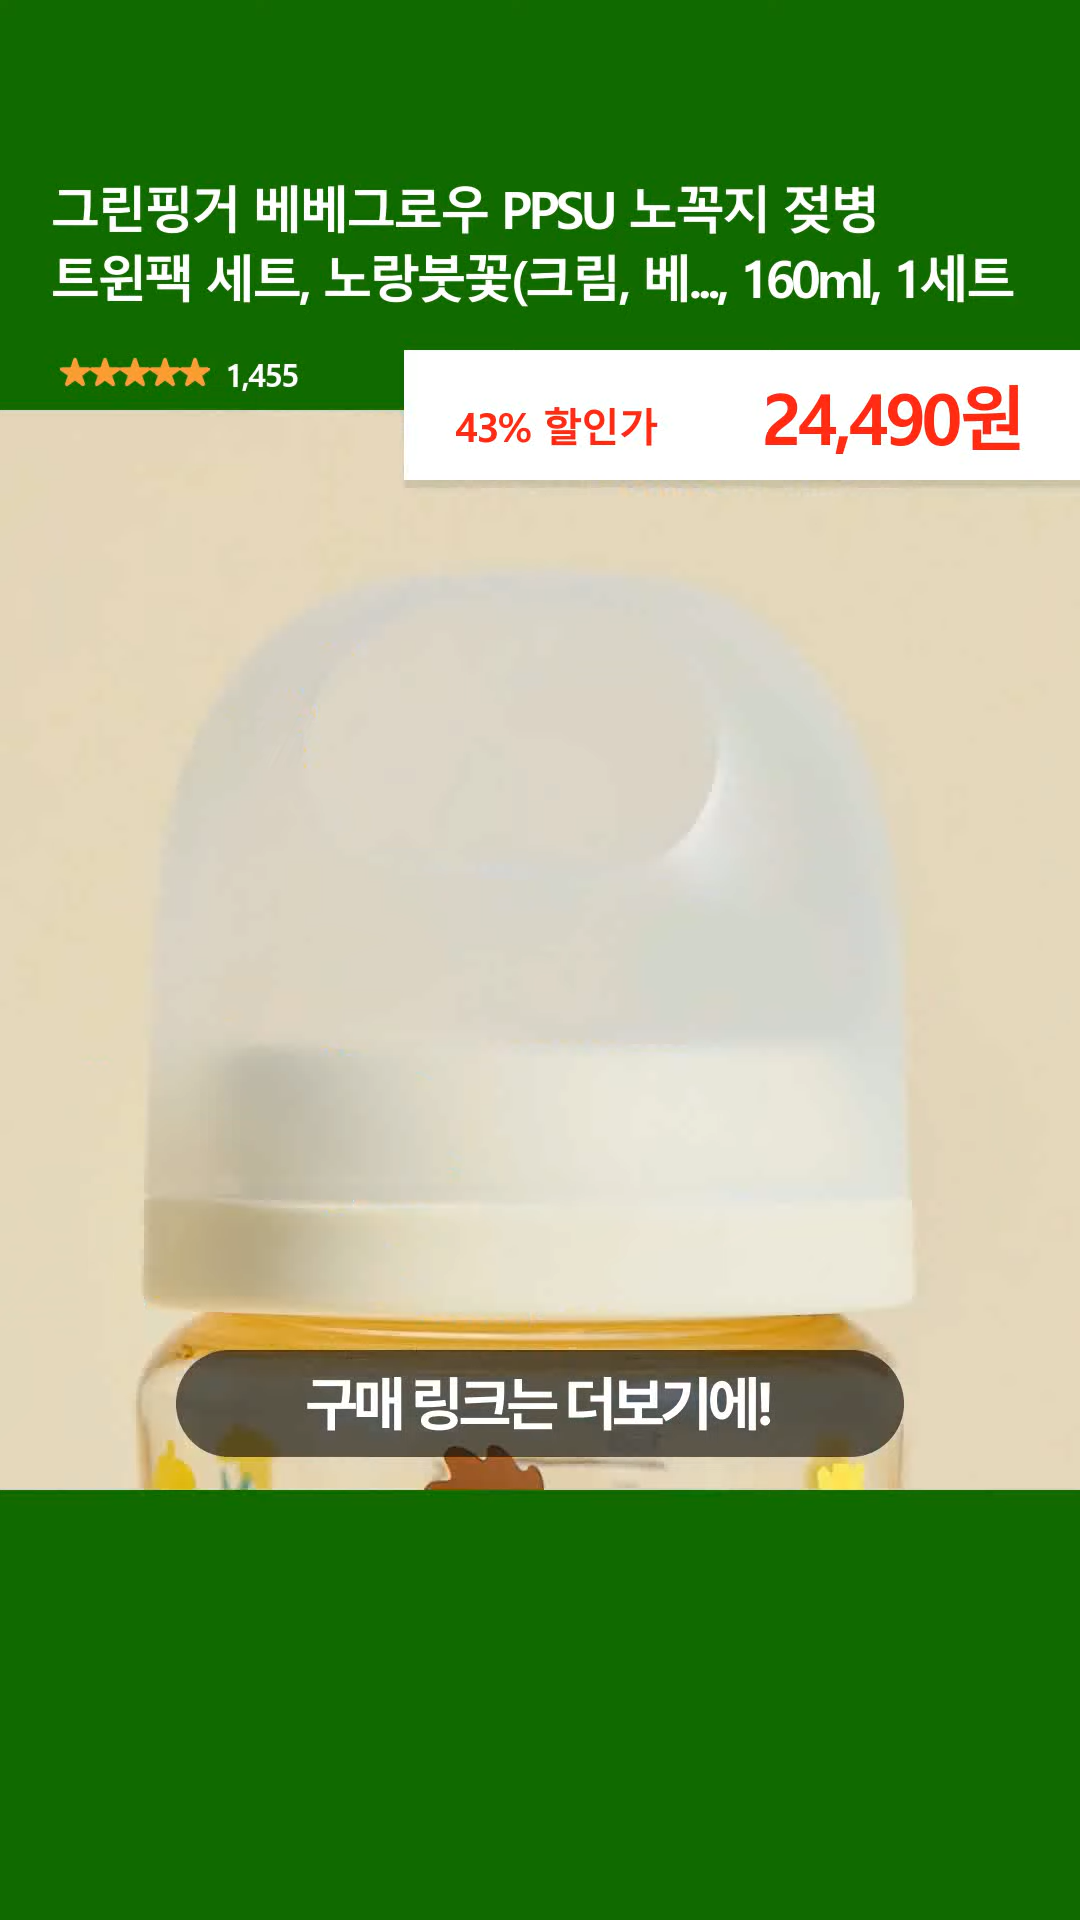 그린핑거 베베그로우 PPSU 노꼭지 젖병
트윈팩 세트, 노랑붓꽃(크림, 베..., 160ml, 1세트
★★★★★ 1,455
43% 할인가 24,490원
구매 링크는 더보기에!